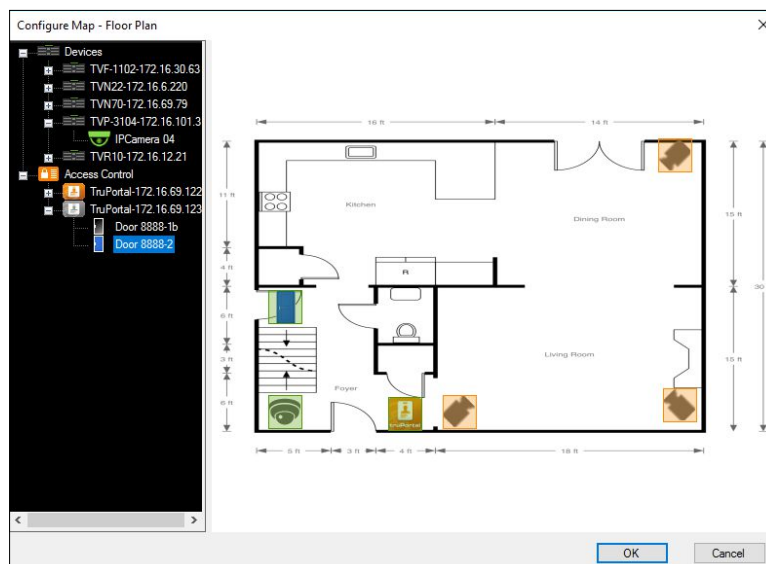 Configure Map - Floor Plan
Devices
TVF-1102-172.16.30.63
TVN22-172.16.6.220
TVN70-172.16.69.79
TVP-3104-172.16.101.3
IPCamera 04
TVR10-172.16.12.21
Access Control
TruPortal-172.16.69.122
TruPortal-172.16.69.123
Door 8888-1b
Door 8888-2
16 ft
14 ft
11 ft
Kitchen
Dining Room
15 ft
4 ft
R
30
6 ft
3 ft
Living Room
15 ft
Foyer
6 ft
truPortal
5 ft
3 ft
4 ft
18 ft
OK
Cancel